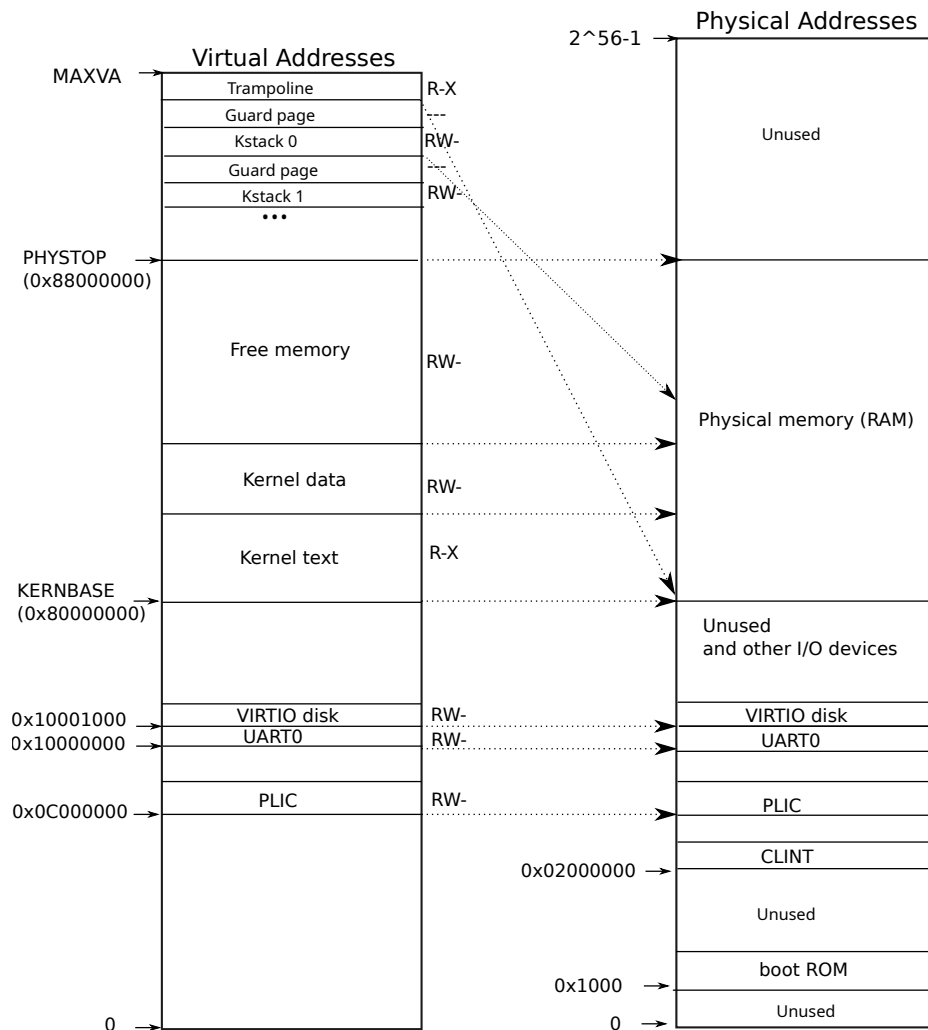 Physical Addresses
2^56-1
Virtual Addresses
MAXVA
Trampoline
R-X
Guard page
---
Unused
Kstack 0
RW-
Guard page
---
Kstack 1
RW-
...
PHYSTOP
(0x88000000)
Free memory
RW-
Physical memory (RAM)
Kernel data
RW-
Kernel text
R-X
KERNBASE
(0x80000000)
Unused
and other I/O devices
0x10001000
VIRTIO disk
RW-
VIRTIO disk
0x10000000
UART0
RW-
UART0
0x0C000000
PLIC
RW-
PLIC
CLINT
0x02000000
Unused
boot ROM
0x1000
Unused
0
0